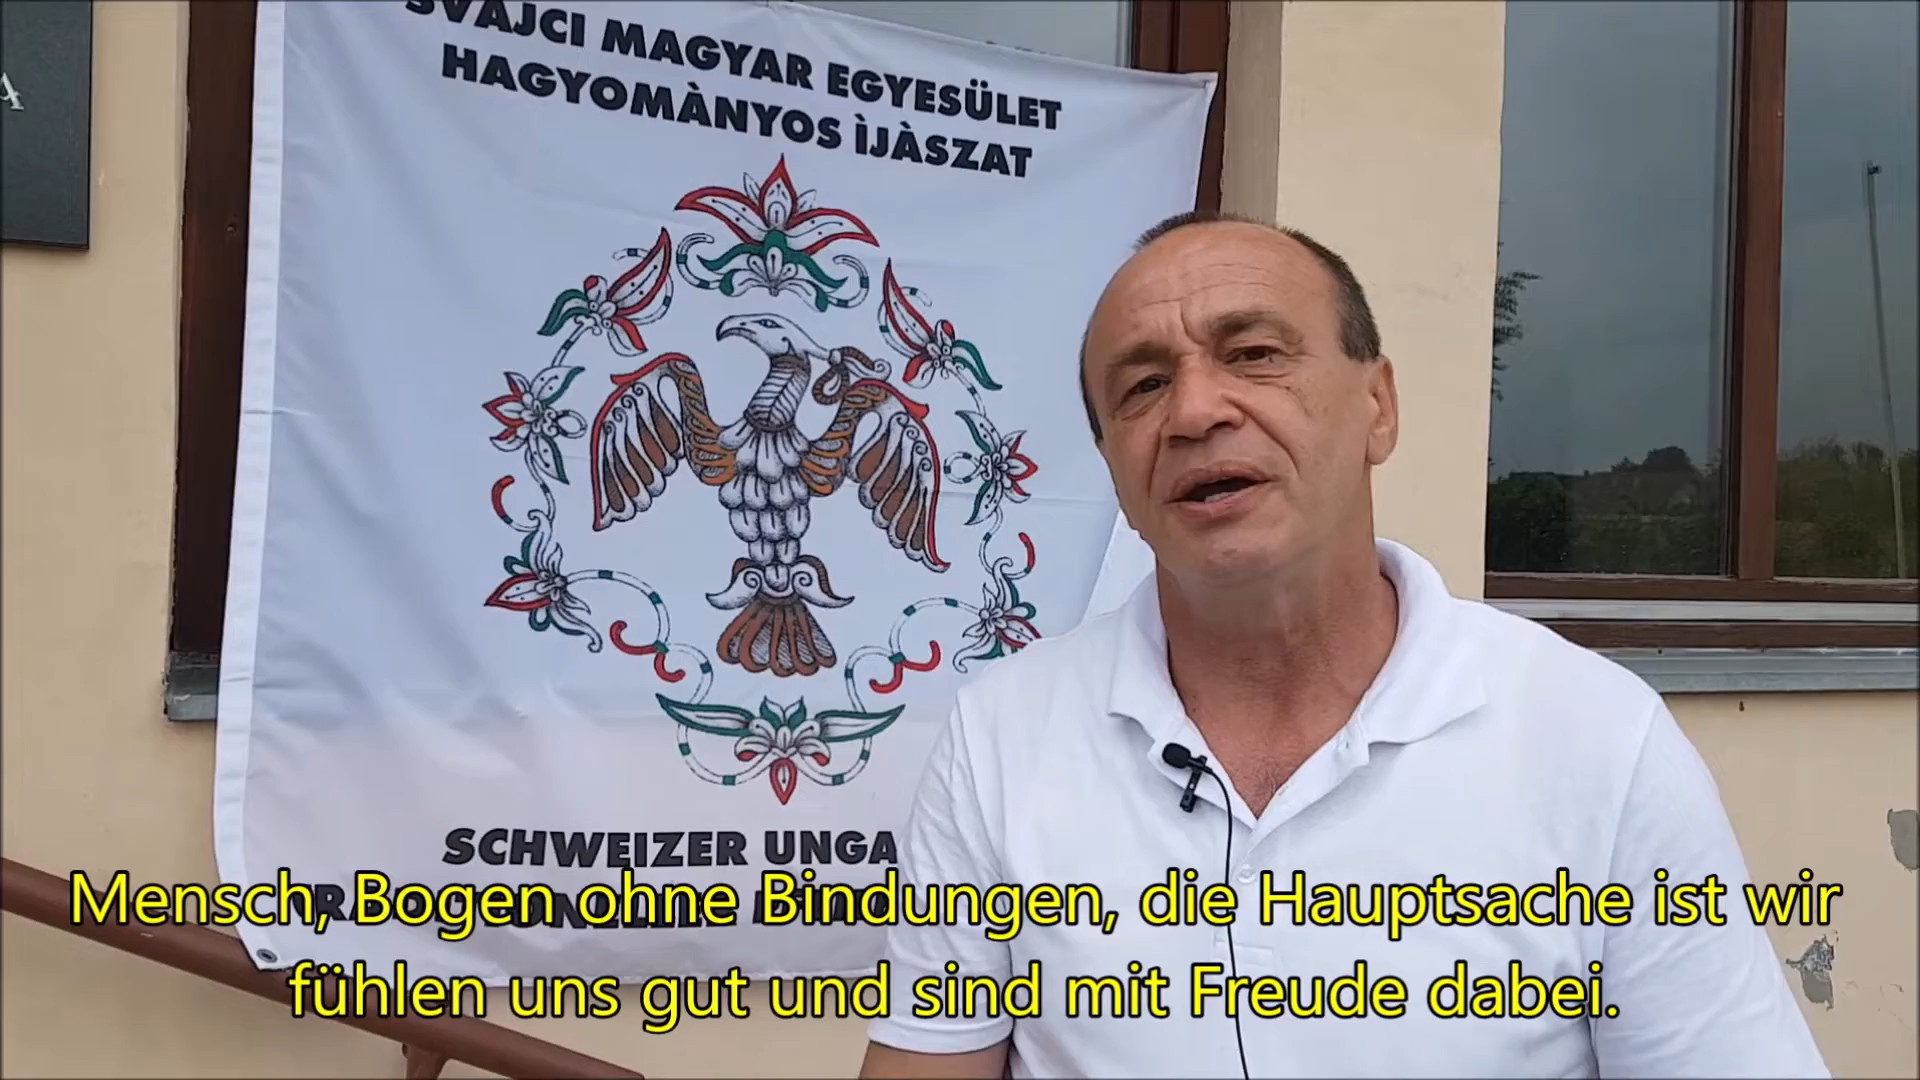 SVÁJCI MAGYAR EGYESÜLET
HAGYOMÀNYOS ÌJÀSZAT
A
SCHWEIZER UNGA
Mensch, Bogen ohne Bindungen, die Hauptsache ist wir
fühlen uns gut und sind mit Freude dabei.